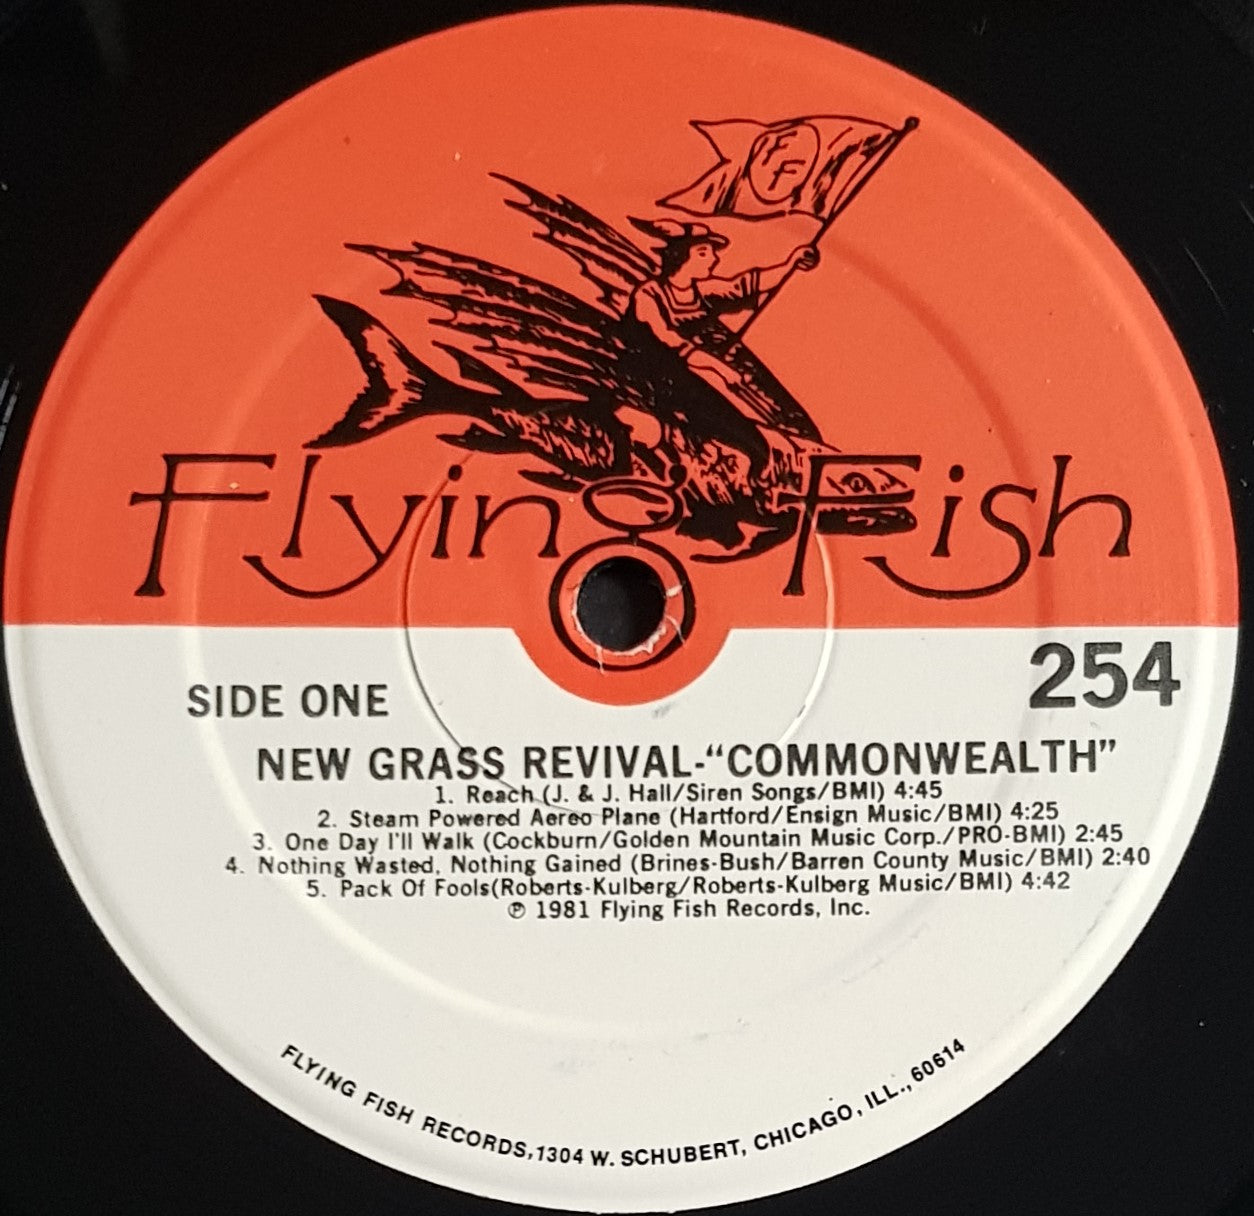 FF
Flying Fish
254
SIDE ONE
NEW GRASS REVIVAL-“COMMONWEALTH”
1. Reach (J. & J. Hall/Siren Songs/BMI) 4:45
2. Steam Powered Aereo Plane (Hartford/Ensign Music/BMI) 4:25
3. One Day I'll Walk (Cockburn/Golden Mountain Music Corp./PRO-BMI) 2:45
4. Nothing Wasted, Nothing Gained (Brines-Bush/Barren County Music/BMI) 2:40
5. Pack Of Fools(Roberts-Kulberg/Roberts-Kulberg Music/BMI) 4:42
℗ 1981 Flying Fish Records, Inc.
FLYING FISH RECORDS,1304 W. SCHUBERT, CHICAGO, ILL., 60614